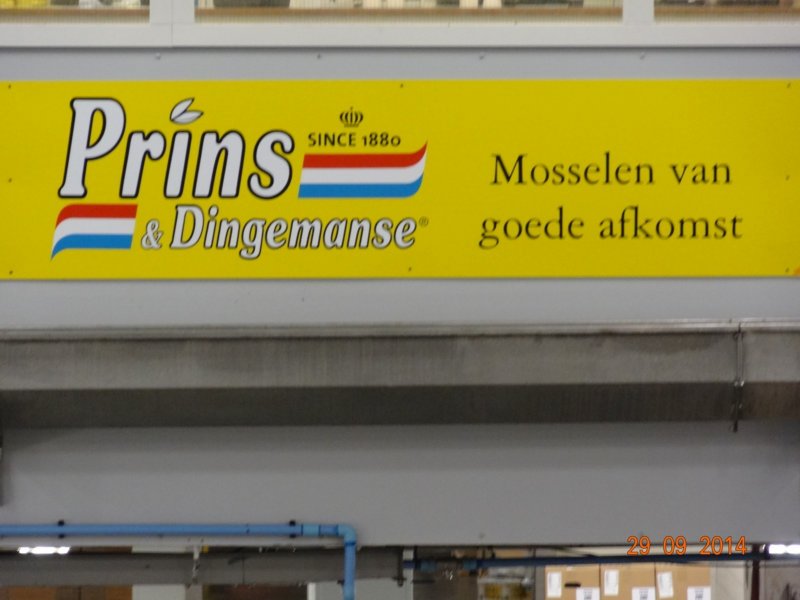 Prins
SINCE 1880
& Dingemanse®
Mosselen van
goede afkomst
29 09 2014